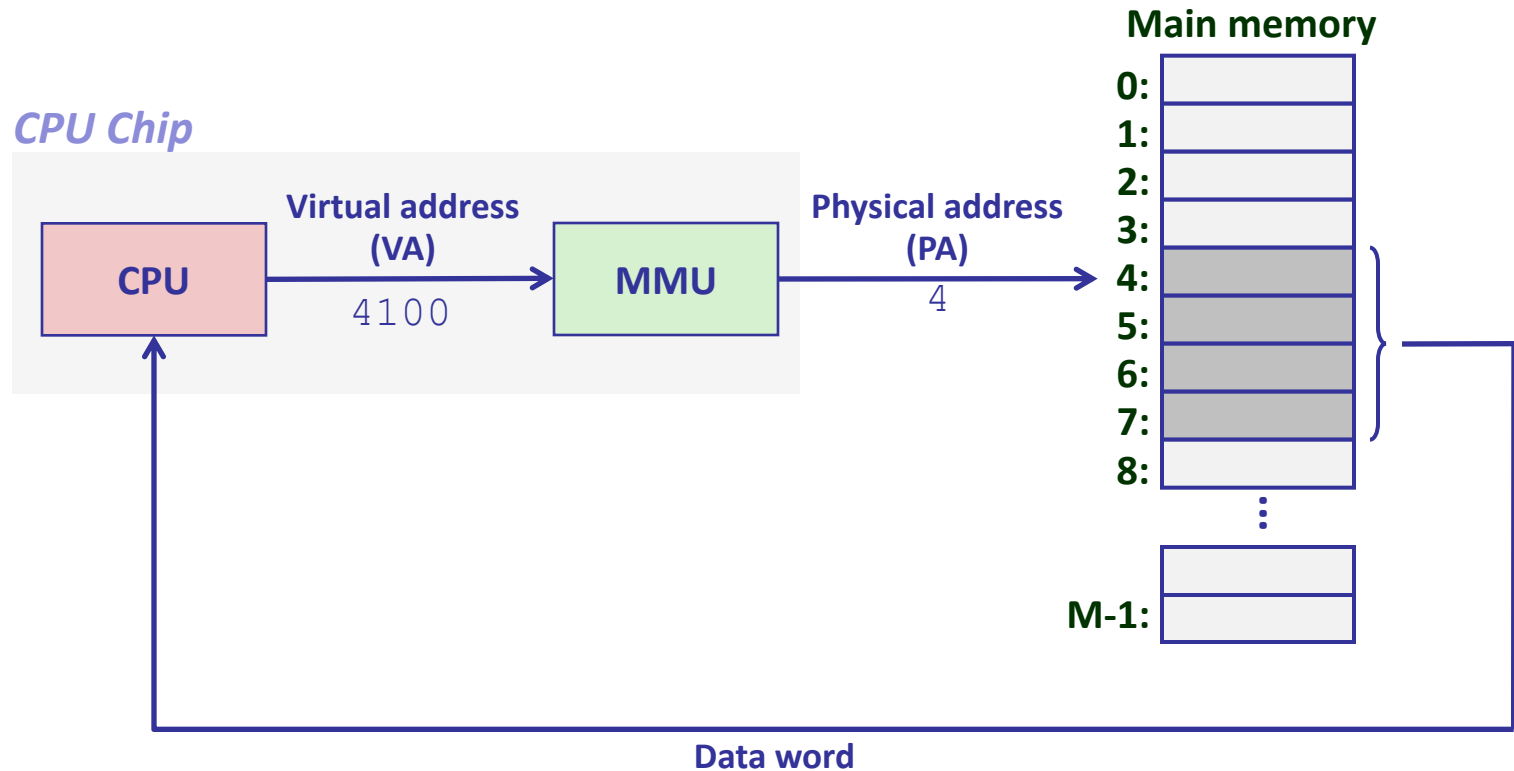 Main memory
CPU Chip
Virtual address
(VA)
Physical address
(PA)
CPU
4100
MMU
4
0:
1:
2:
3:
4:
5:
6:
7:
8:
...
M-1:
Data word